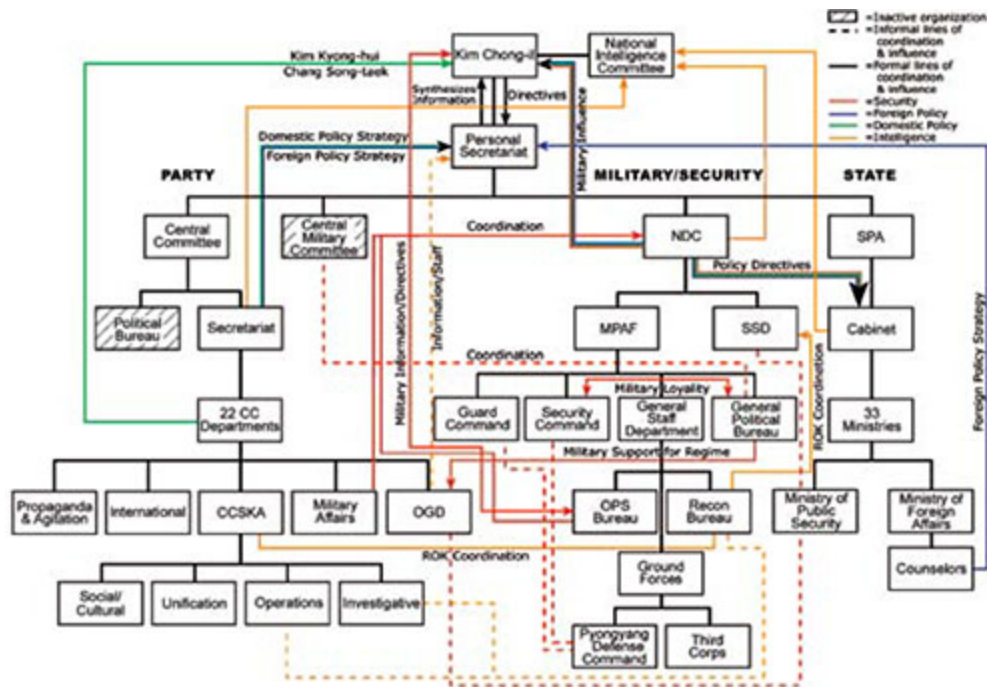 Kim Kyong-hui
Chang Song-taek
Kim Chong-il
National
Intelligence
Committee
=Inactive organization
=Informal lines of
coordination
& influence
=Formal lines of
coordination
& influence
=Security
=Foreign Policy
=Domestic Policy
=Intelligence
Synthesizes
Information
Directives
Military Influence
Domestic Policy Strategy
Foreign Policy Strategy
Personal
Secretariat
PARTY
MILITARY/SECURITY
STATE
Central
Committee
Central
Military
Committee
Coordination
NDC
SPA
Policy Directives
Political
Bureau
Secretariat
Military Information/Directives
Information/Staff
MPAF
SSD
Cabinet
Foreign Policy Strategy
Coordination
ROK Coordination
22 CC
Departments
Military Loyality
Guard
Command
Security
Command
General
Staff
Department
General
Political
Bureau
33
Ministries
Military Support for Regime
Propaganda
& Agitation
International
CCSKA
Military
Affairs
OGD
OPS
Bureau
Recon
Bureau
Ministry of
Public
Security
Ministry of
Foreign
Affairs
ROK Coordination
Ground
Forces
Counselors
Social/
Cultural
Unification
Operations
Investigative
Pyongyang
Defense
Command
Third
Corps